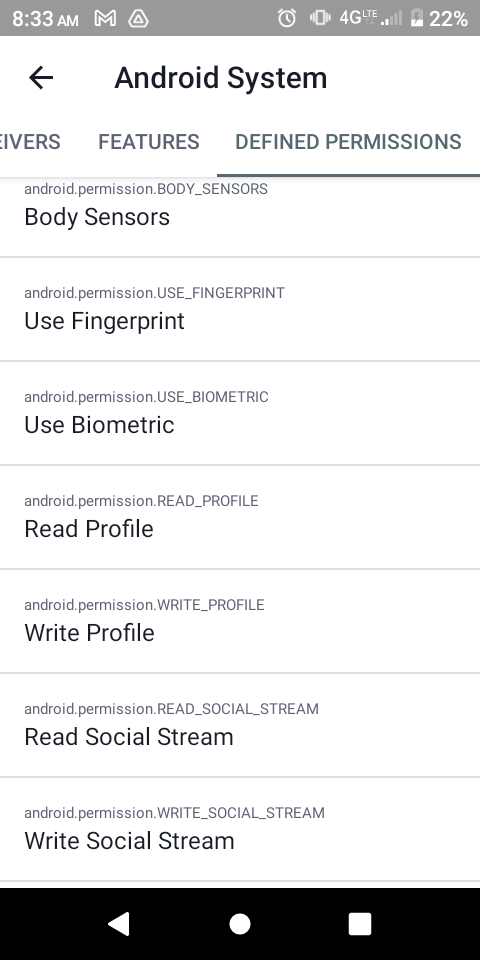 8:33 AM 4G LTE 22%
Android System
EIVERS FEATURES DEFINED PERMISSIONS
android.permission.BODY_SENSORS
Body Sensors
android.permission.USE_FINGERPRINT
Use Fingerprint
android.permission.USE_BIOMETRIC
Use Biometric
android.permission.READ_PROFILE
Read Profile
android.permission.WRITE_PROFILE
Write Profile
android.permission.READ_SOCIAL_STREAM
Read Social Stream
android.permission.WRITE_SOCIAL_STREAM
Write Social Stream